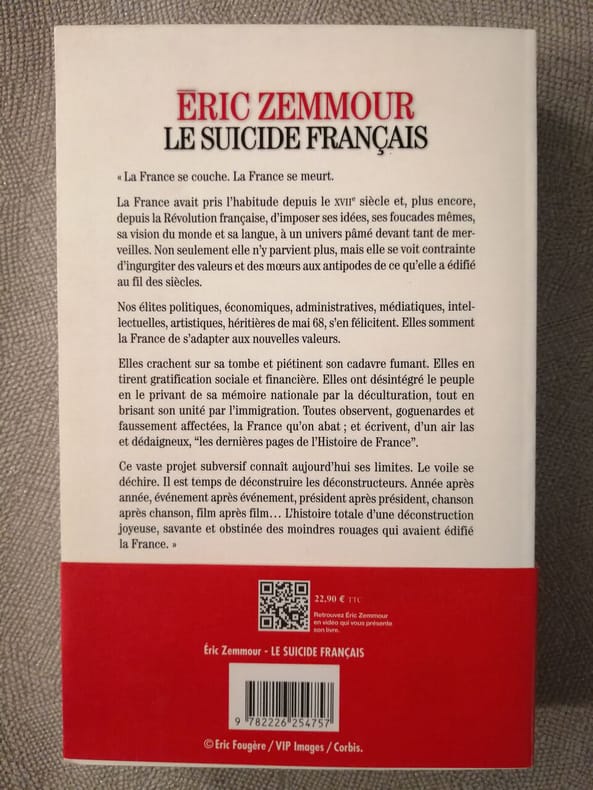 ÉRIC ZEMMOUR
LE SUICIDE FRANÇAIS
« La France se couche. La France se meurt.
La France avait pris l'habitude depuis le XVIIe siècle et, plus encore,
depuis la Révolution française, d'imposer ses idées, ses foucades mêmes,
sa vision du monde et sa langue, à un univers pâmé devant tant de mer-
veilles. Non seulement elle n'y parvient plus, mais elle se voit contrainte
d'ingurgiter des valeurs et des mœurs aux antipodes de ce qu'elle a édifié
au fil des siècles.
Nos élites politiques, économiques, administratives, médiatiques, intel-
lectuelles, artistiques, héritières de mai 68, s'en félicitent. Elles somment
la France de s'adapter aux nouvelles valeurs.
Elles crachent sur sa tombe et piétinent son cadavre fumant. Elles en
tirent gratification sociale et financière. Elles ont désintégré le peuple
en le privant de sa mémoire nationale par la déculturation, tout en
brisant son unité par l'immigration. Toutes observent, goguenardes et
faussement affectées, la France qu'on abat ; et écrivent, d'un air las
et dédaigneux, “les dernières pages de l'Histoire de France”.
Ce vaste projet subversif connaît aujourd'hui ses limites. Le voile se
déchire. Il est temps de déconstruire les déconstructeurs. Année après
année, événement après événement, président après président, chanson
après chanson, film après film... L'histoire totale d'une déconstruction
joyeuse, savante et obstinée des moindres rouages qui avaient édifié
la France. »
22,90 € TTC
Retrouvez Éric Zemmour
en vidéo qui vous présente
son livre.
Éric Zemmour - LE SUICIDE FRANÇAIS
9 782226 254757
© Eric Fougère / VIP Images / Corbis.